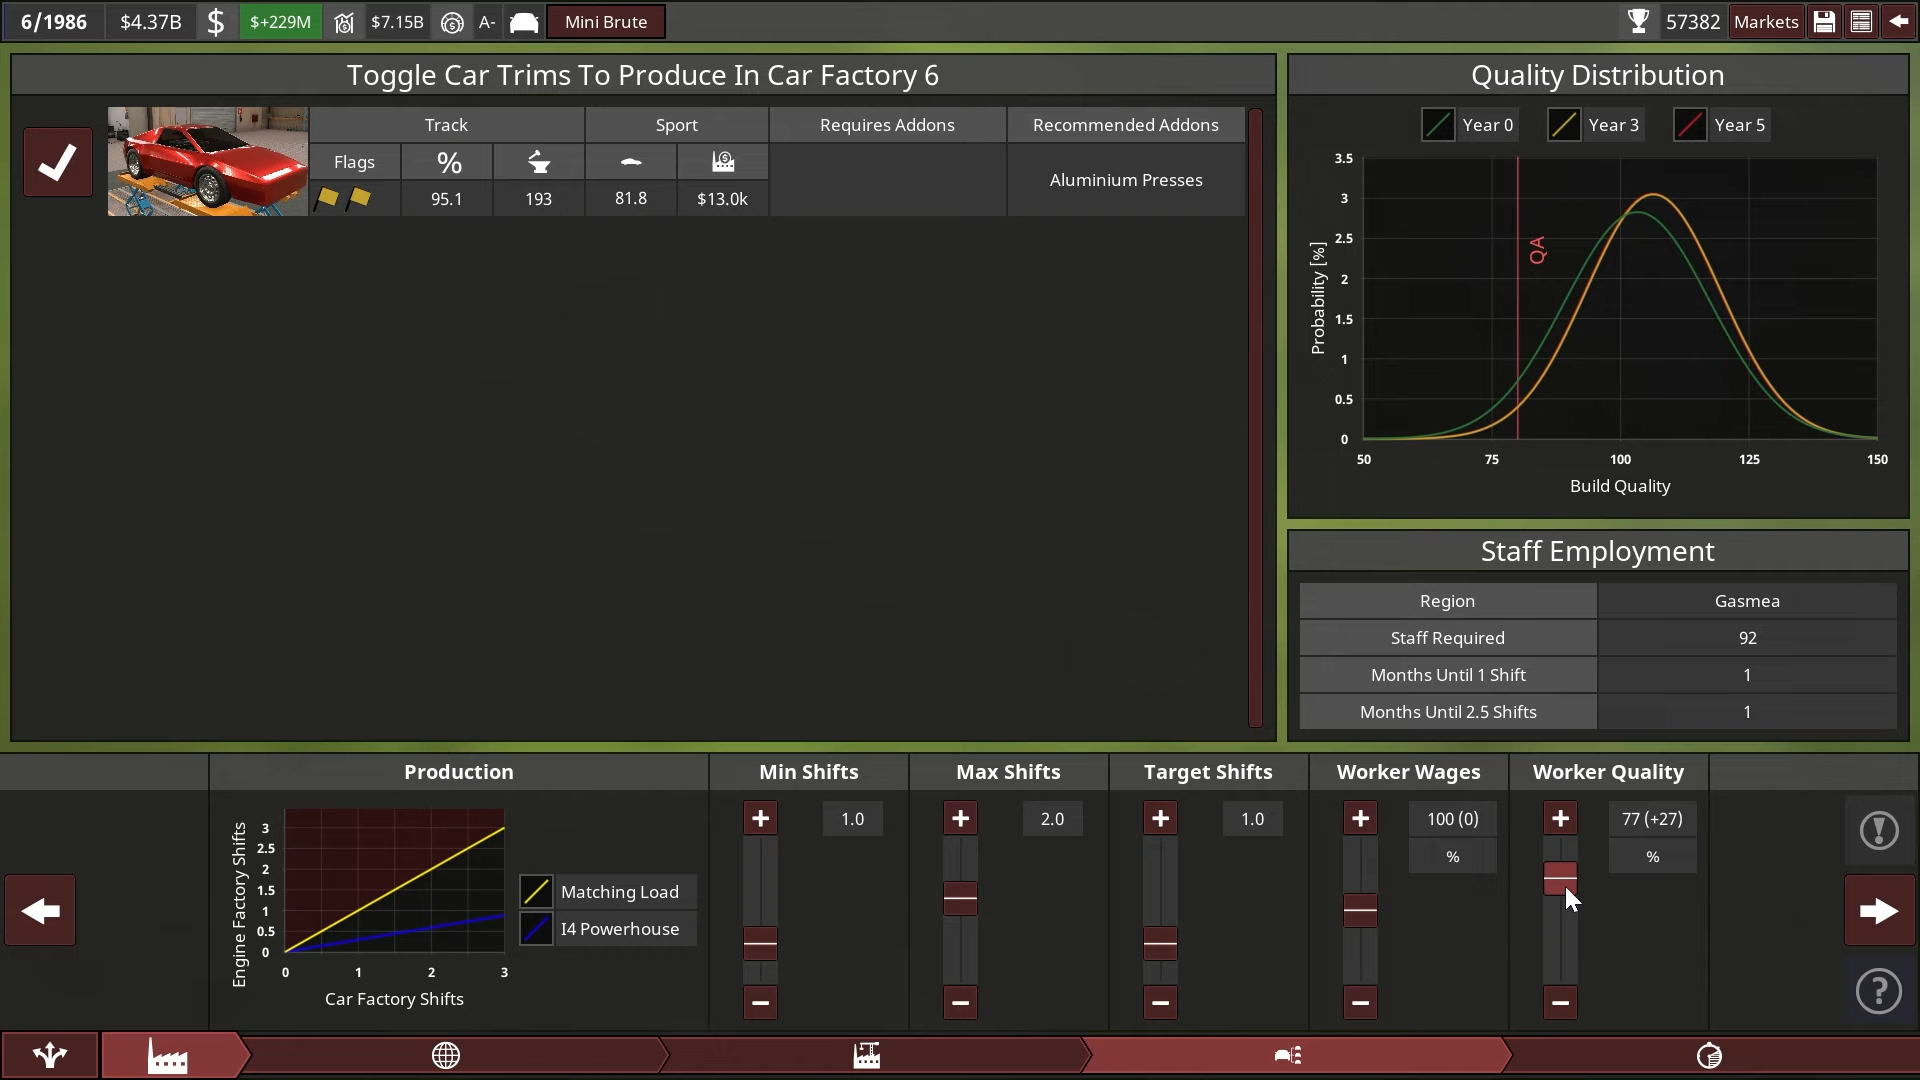 6/1986
$4.37B
$
$+229M
$7.15B
A-
Mini Brute
57382
Markets
Toggle Car Trims To Produce In Car Factory 6
Track
Sport
Requires Addons
Recommended Addons
Flags
%
Aluminium Presses
95.1
193
81.8
$13.0k
Quality Distribution
Year 0
Year 3
Year 5
Probability [%]
3.5
3
2.5
2
1.5
1
0.5
0
QA
50
75
100
125
150
Build Quality
Staff Employment
Region
Gasmea
Staff Required
92
Months Until 1 Shift
1
Months Until 2.5 Shifts
1
Production
Engine Factory Shifts
3
2.5
2
1.5
1
0.5
0
0
1
2
3
Car Factory Shifts
Matching Load
I4 Powerhouse
Min Shifts
1.0
Max Shifts
2.0
Target Shifts
1.0
Worker Wages
100 (0)
%
Worker Quality
77 (+27)
%